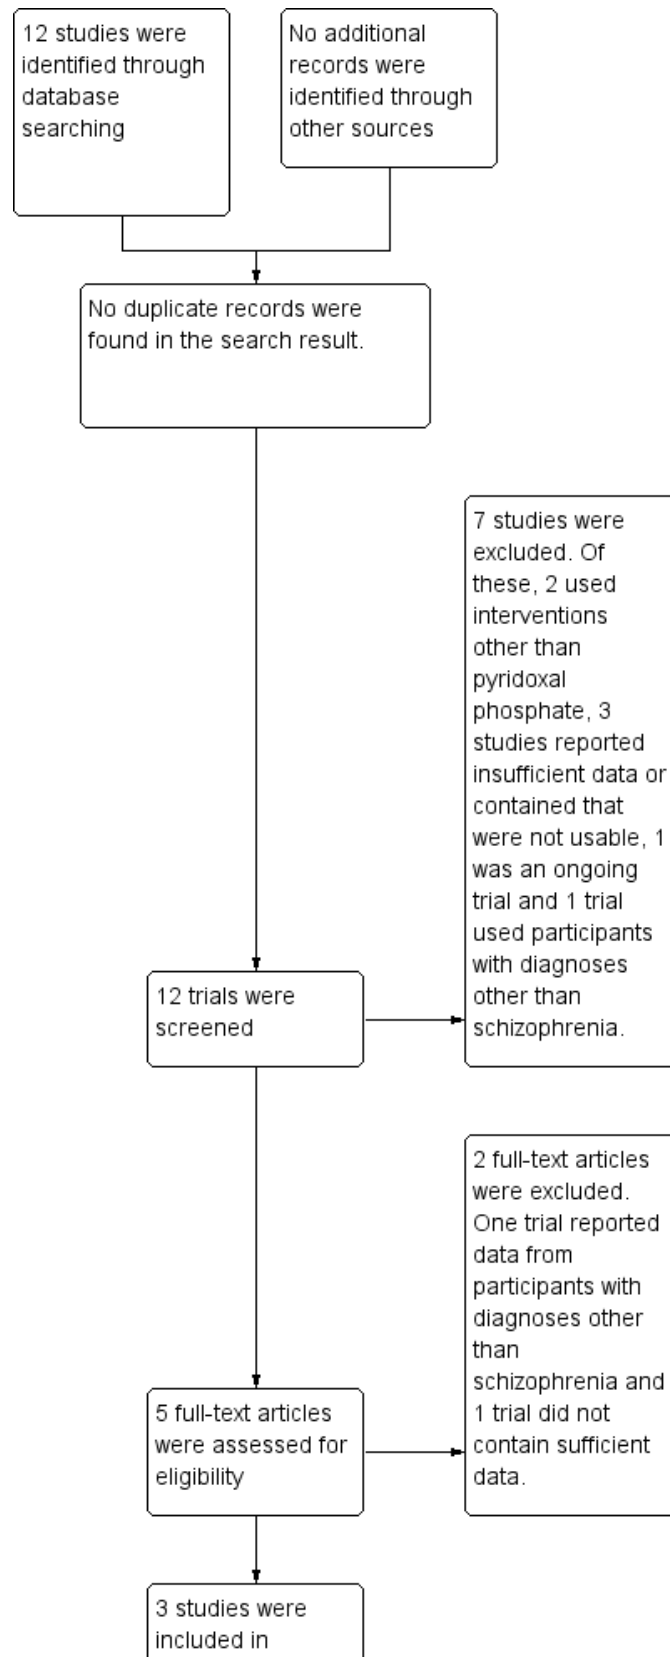 12 studies were
identified through
database
searching
No additional
records were
identified through
other sources
No duplicate records were
found in the search result.
7 studies were
excluded. Of
these, 2 used
interventions
other than
pyridoxal
phosphate, 3
studies reported
insufficient data or
contained that
were not usable, 1
was an ongoing
trial and 1 trial
used participants
with diagnoses
other than
schizophrenia.
12 trials were
screened
2 full-text articles
were excluded.
One trial reported
data from
participants with
diagnoses other
than
schizophrenia and
1 trial did not
contain sufficient
data.
5 full-text articles
were assessed for
eligibility
3 studies were
included in